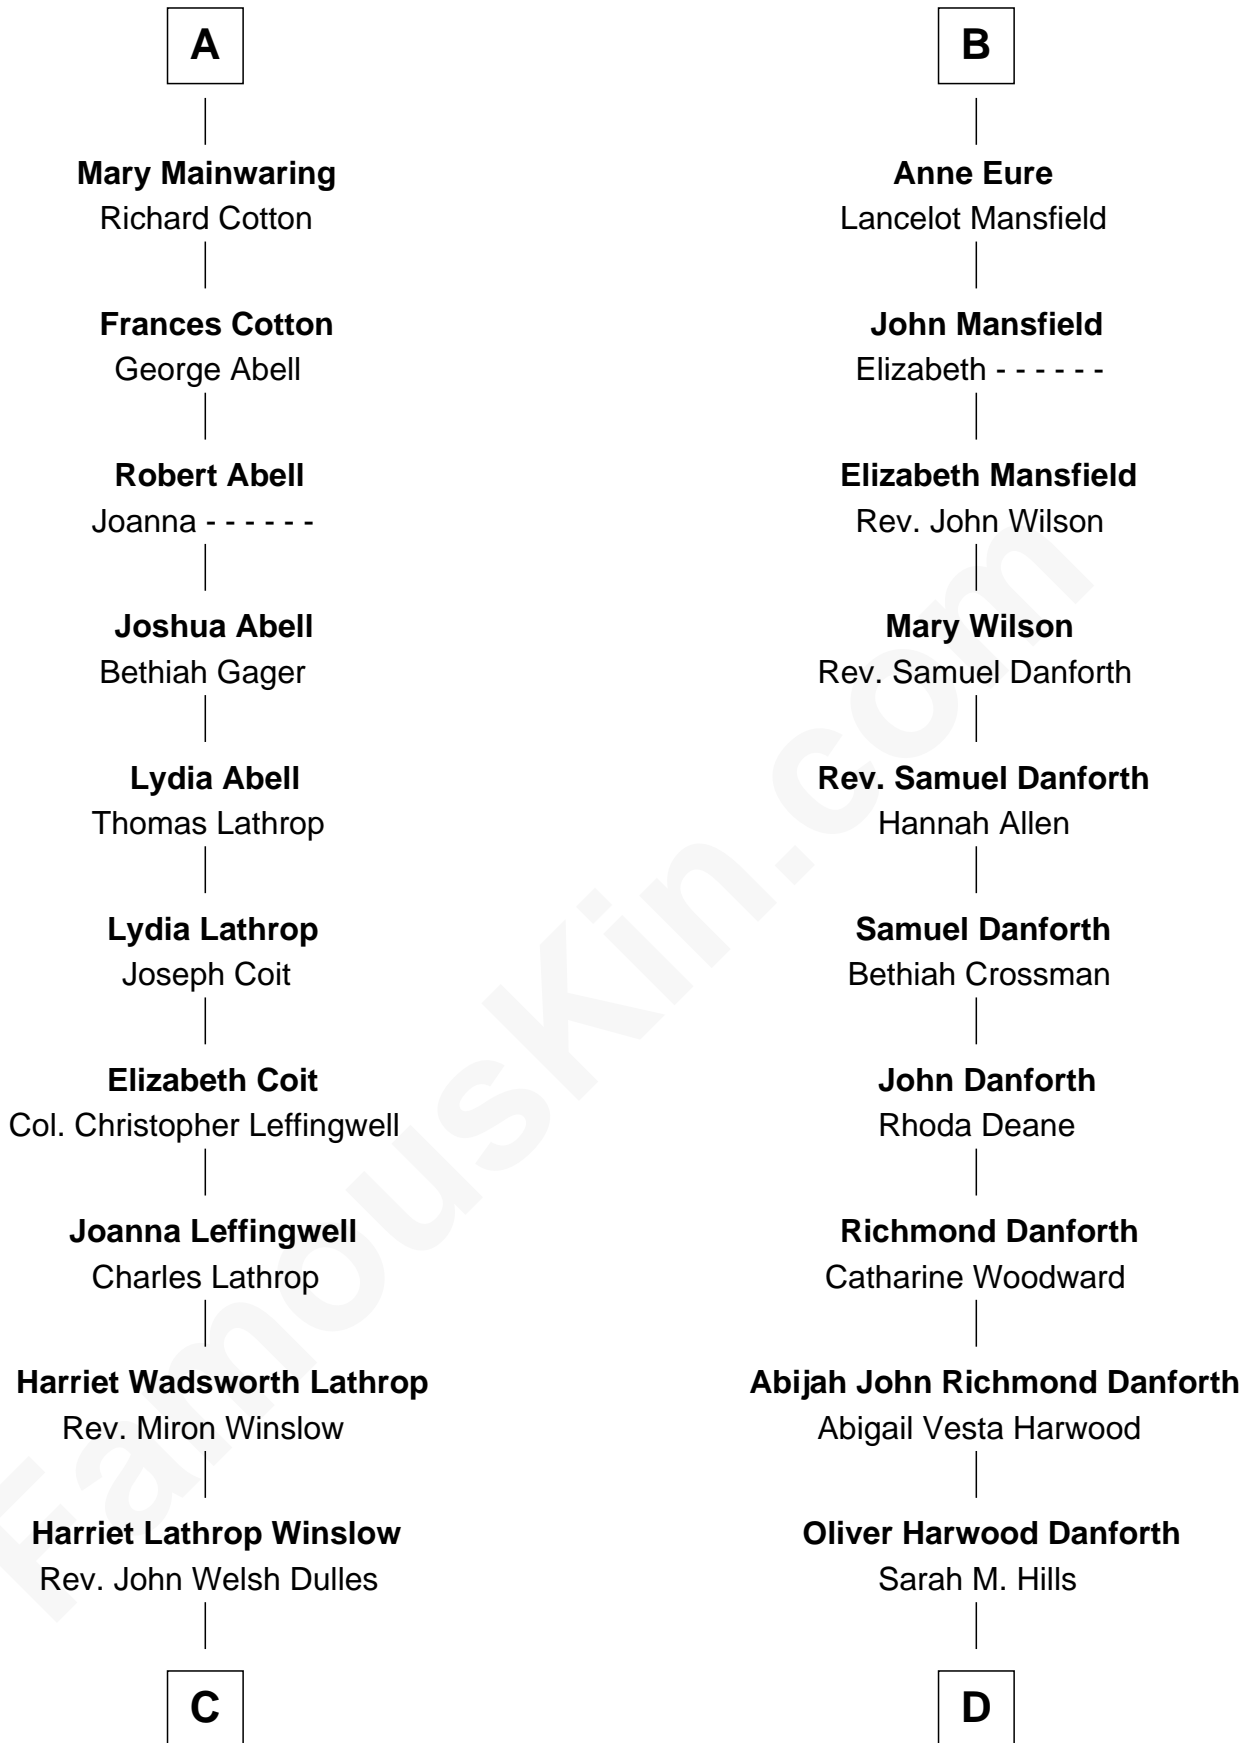 A
Mary Mainwaring
Richard Cotton
Frances Cotton
George Abell
Robert Abell
Joanna - - - - - -
Joshua Abell
Bethiah Gager
Lydia Abell
Thomas Lathrop
Lydia Lathrop
Joseph Coit
Elizabeth Coit
Col. Christopher Leffingwell
Joanna Leffingwell
Charles Lathrop
Harriet Wadsworth Lathrop
Rev. Miron Winslow
Harriet Lathrop Winslow
Rev. John Welsh Dulles
C
B
Anne Eure
Lancelot Mansfield
John Mansfield
Elizabeth - - - - - -
Elizabeth Mansfield
Rev. John Wilson
Mary Wilson
Rev. Samuel Danforth
Rev. Samuel Danforth
Hannah Allen
Samuel Danforth
Bethiah Crossman
John Danforth
Rhoda Deane
Richmond Danforth
Catharine Woodward
Abijah John Richmond Danforth
Abigail Vesta Harwood
Oliver Harwood Danforth
Sarah M. Hills
D
FamousKin.com